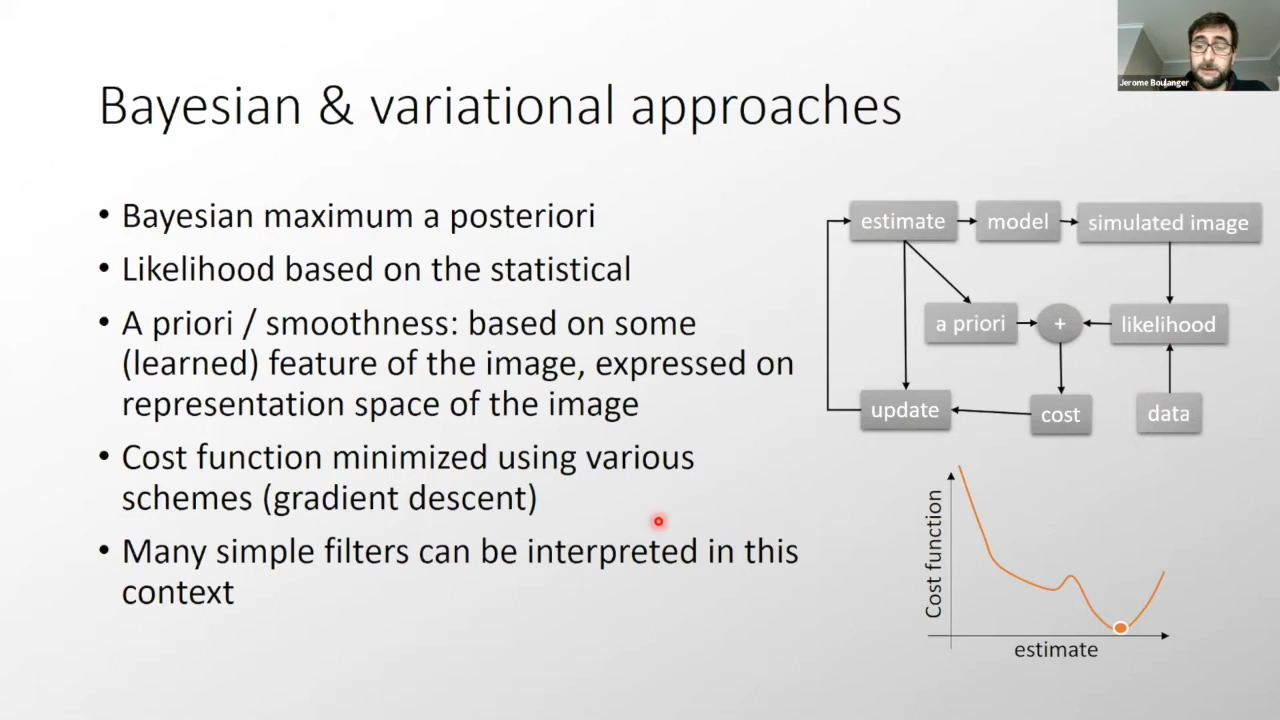 Jerome Boulanger
Bayesian & variational approaches
• Bayesian maximum a posteriori
• Likelihood based on the statistical
• A priori / smoothness: based on some
(learned) feature of the image, expressed on
representation space of the image
• Cost function minimized using various
schemes (gradient descent)
• Many simple filters can be interpreted in this
context
estimate
model
simulated image
a priori
+
likelihood
update
cost
data
Cost function
estimate